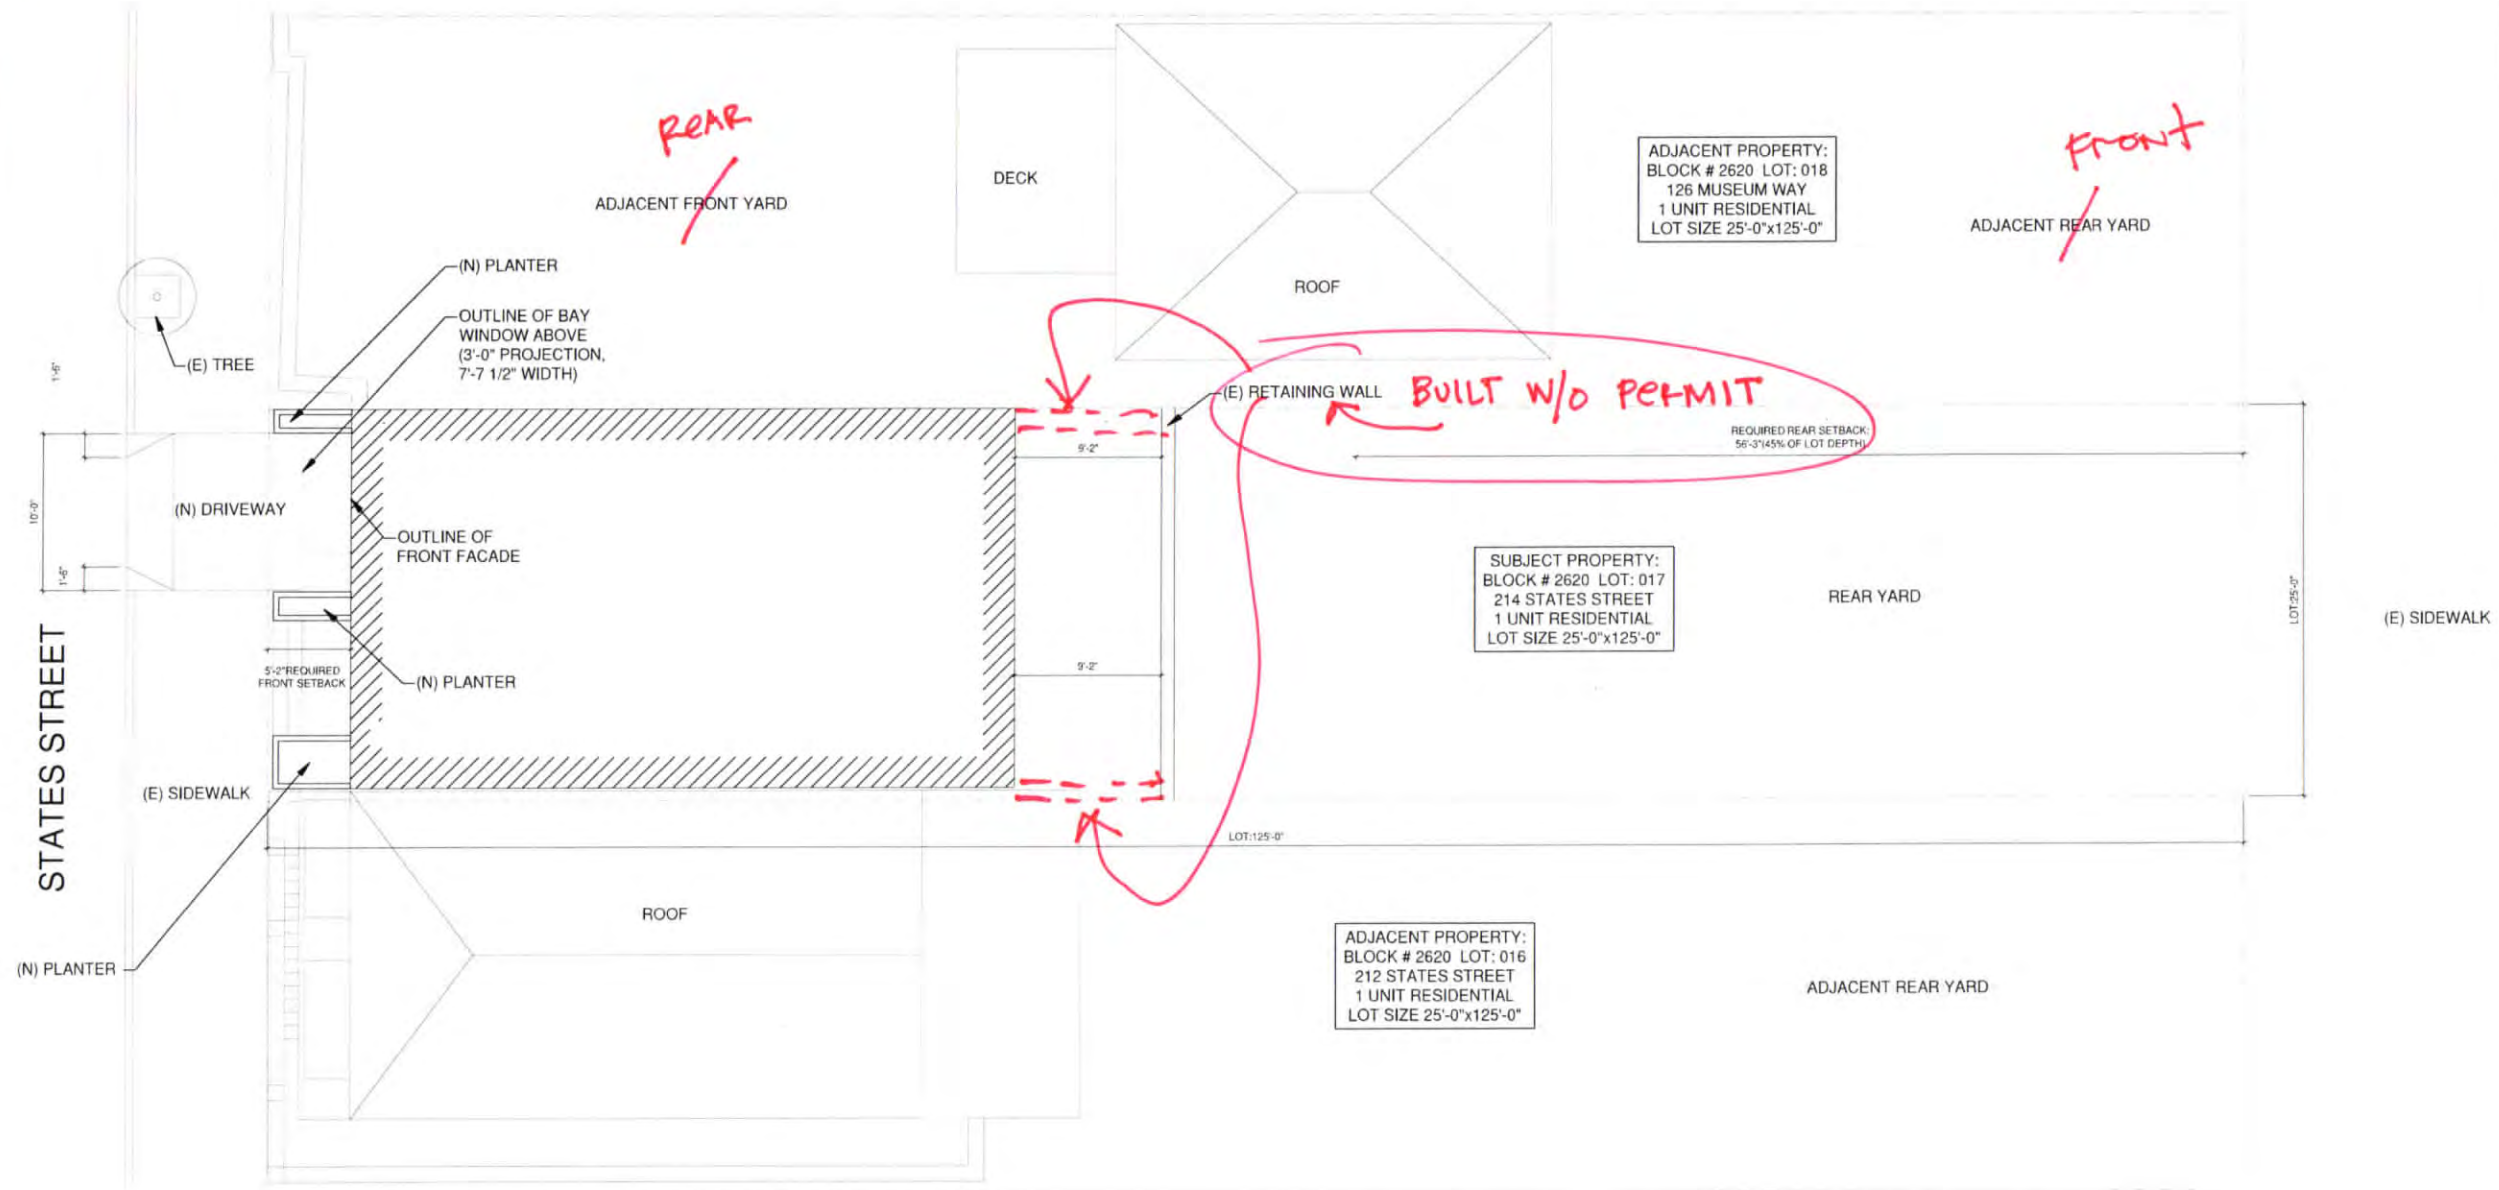 REAR
ADJACENT FRONT YARD
DECK
ADJACENT PROPERTY:
BLOCK # 2620 LOT: 018
126 MUSEUM WAY
1 UNIT RESIDENTIAL
LOT SIZE 25'-0"x125'-0"
FRONT
ADJACENT REAR YARD
(N) PLANTER
OUTLINE OF BAY
WINDOW ABOVE
(3'-0" PROJECTION,
7'-7 1/2" WIDTH)
ROOF
(E) TREE
1'-6"
(E) RETAINING WALL
BUILT W/O PERMIT
REQUIRED REAR SETBACK:
56'-3"(45% OF LOT DEPTH)
9'-2"
10'-0"
(N) DRIVEWAY
OUTLINE OF
FRONT FACADE
1'-6"
SUBJECT PROPERTY:
BLOCK # 2620 LOT: 017
214 STATES STREET
1 UNIT RESIDENTIAL
LOT SIZE 25'-0"x125'-0"
REAR YARD
LOT:25'-0"
(E) SIDEWALK
STATES STREET
5'-2"REQUIRED
FRONT SETBACK
(N) PLANTER
9'-2"
(E) SIDEWALK
LOT:125'-0"
ROOF
(N) PLANTER
ADJACENT PROPERTY:
BLOCK # 2620 LOT: 016
212 STATES STREET
1 UNIT RESIDENTIAL
LOT SIZE 25'-0"x125'-0"
ADJACENT REAR YARD